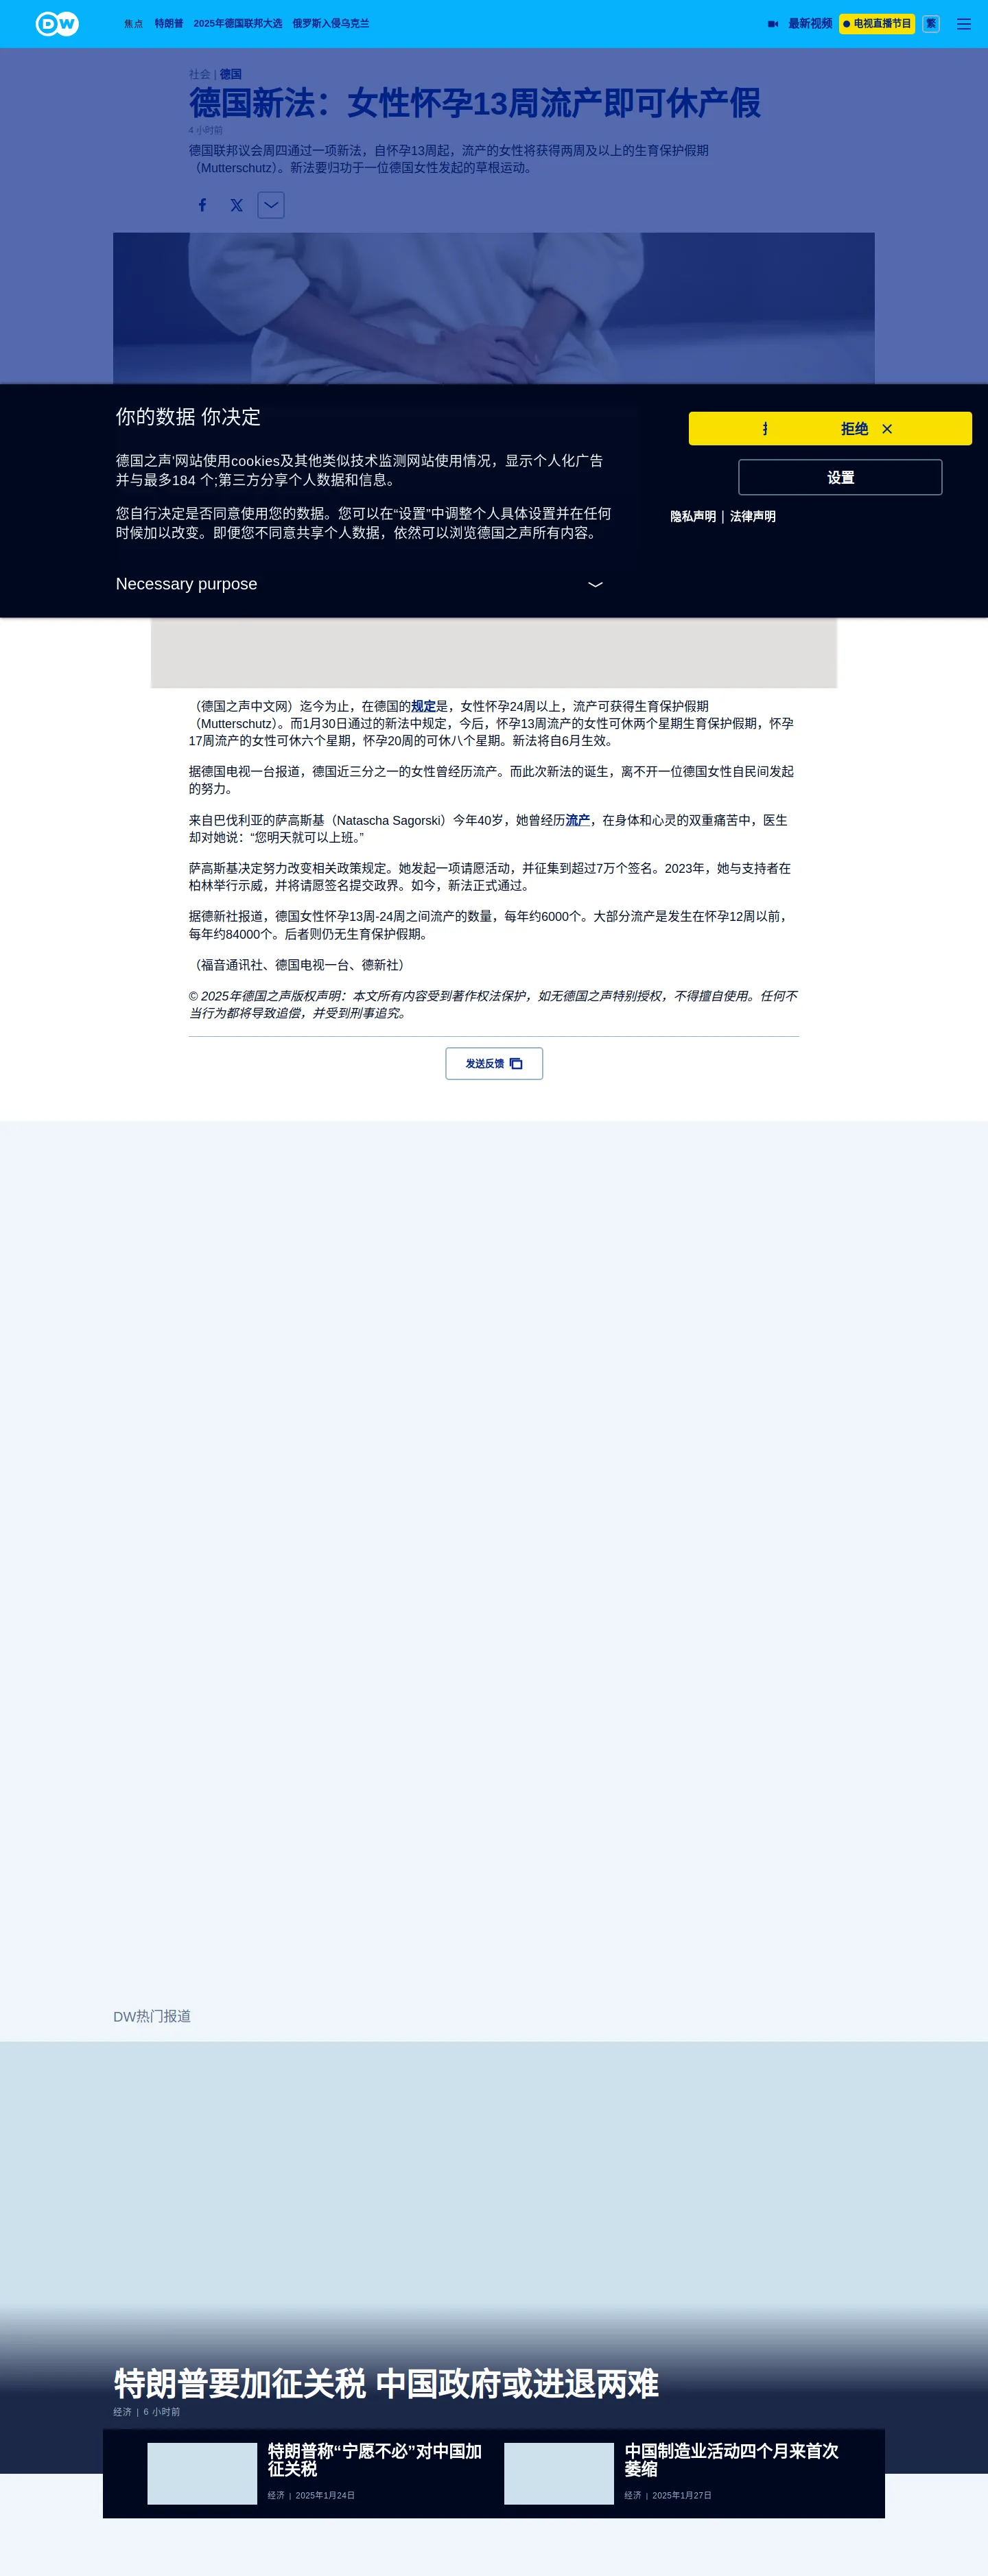 DW
焦点 特朗普 2025年德国联邦大选 俄罗斯入侵乌克兰
最新视频 电视直播节目 繁
社会 | 德国
德国新法：女性怀孕13周流产即可休产假
4 小时前
德国联邦议会周四通过一项新法，自怀孕13周起，流产的女性将获得两周及以上的生育保护假期
（Mutterschutz）。新法要归功于一位德国女性发起的草根运动。
你的数据 你决定
德国之声'网站使用cookies及其他类似技术监测网站使用情况，显示个人化广告
并与最多184 个;第三方分享个人数据和信息。
您自行决定是否同意使用您的数据。您可以在“设置”中调整个人具体设置并在任何
时候加以改变。即便您不同意共享个人数据，依然可以浏览德国之声所有内容。
Necessary purpose
拒绝
设置
隐私声明 | 法律声明
（德国之声中文网）迄今为止，在德国的规定是，女性怀孕24周以上，流产可获得生育保护假期
（Mutterschutz）。而1月30日通过的新法中规定，今后，怀孕13周流产的女性可休两个星期生育保护假期，怀孕
17周流产的女性可休六个星期，怀孕20周的可休八个星期。新法将自6月生效。
据德国电视一台报道，德国近三分之一的女性曾经历流产。而此次新法的诞生，离不开一位德国女性自民间发起
的努力。
来自巴伐利亚的萨高斯基（Natascha Sagorski）今年40岁，她曾经历流产，在身体和心灵的双重痛苦中，医生
却对她说：“您明天就可以上班。”
萨高斯基决定努力改变相关政策规定。她发起一项请愿活动，并征集到超过7万个签名。2023年，她与支持者在
柏林举行示威，并将请愿签名提交政界。如今，新法正式通过。
据德新社报道，德国女性怀孕13周-24周之间流产的数量，每年约6000个。大部分流产是发生在怀孕12周以前，
每年约84000个。后者则仍无生育保护假期。
（福音通讯社、德国电视一台、德新社）
© 2025年德国之声版权声明：本文所有内容受到著作权法保护，如无德国之声特别授权，不得擅自使用。任何不
当行为都将导致追偿，并受到刑事追究。
发送反馈
DW热门报道
特朗普要加征关税 中国政府或进退两难
经济 | 6 小时前
特朗普称“宁愿不必”对中国加
征关税
经济 | 2025年1月24日
中国制造业活动四个月来首次
萎缩
经济 | 2025年1月27日